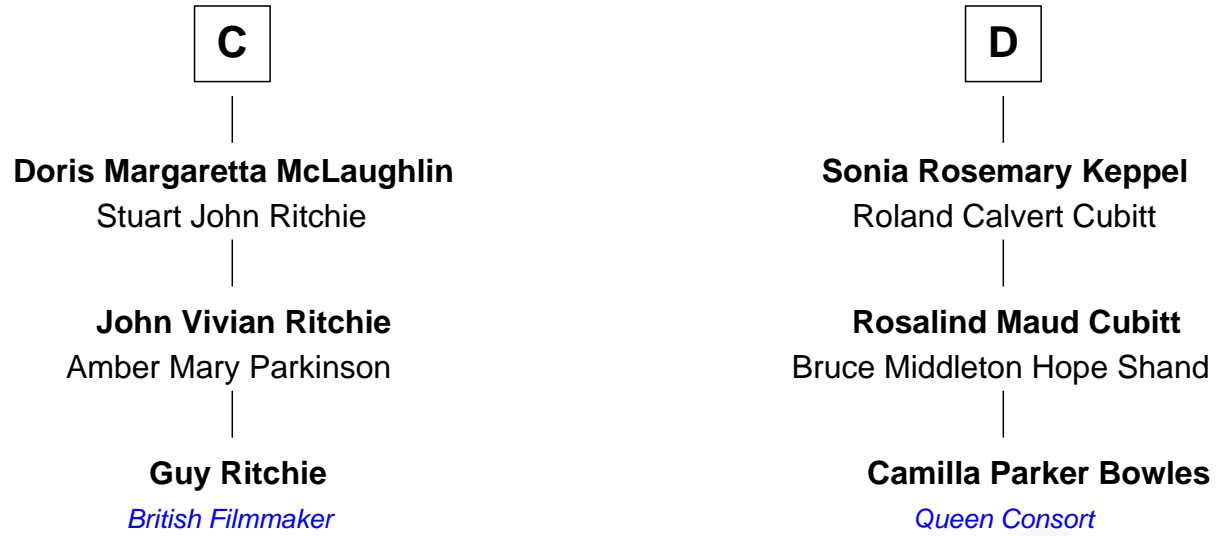 C
Doris Margaretta McLaughlin
Stuart John Ritchie
John Vivian Ritchie
Amber Mary Parkinson
Guy Ritchie
British Filmmaker
D
Sonia Rosemary Keppel
Roland Calvert Cubitt
Rosalind Maud Cubitt
Bruce Middleton Hope Shand
Camilla Parker Bowles
Queen Consort